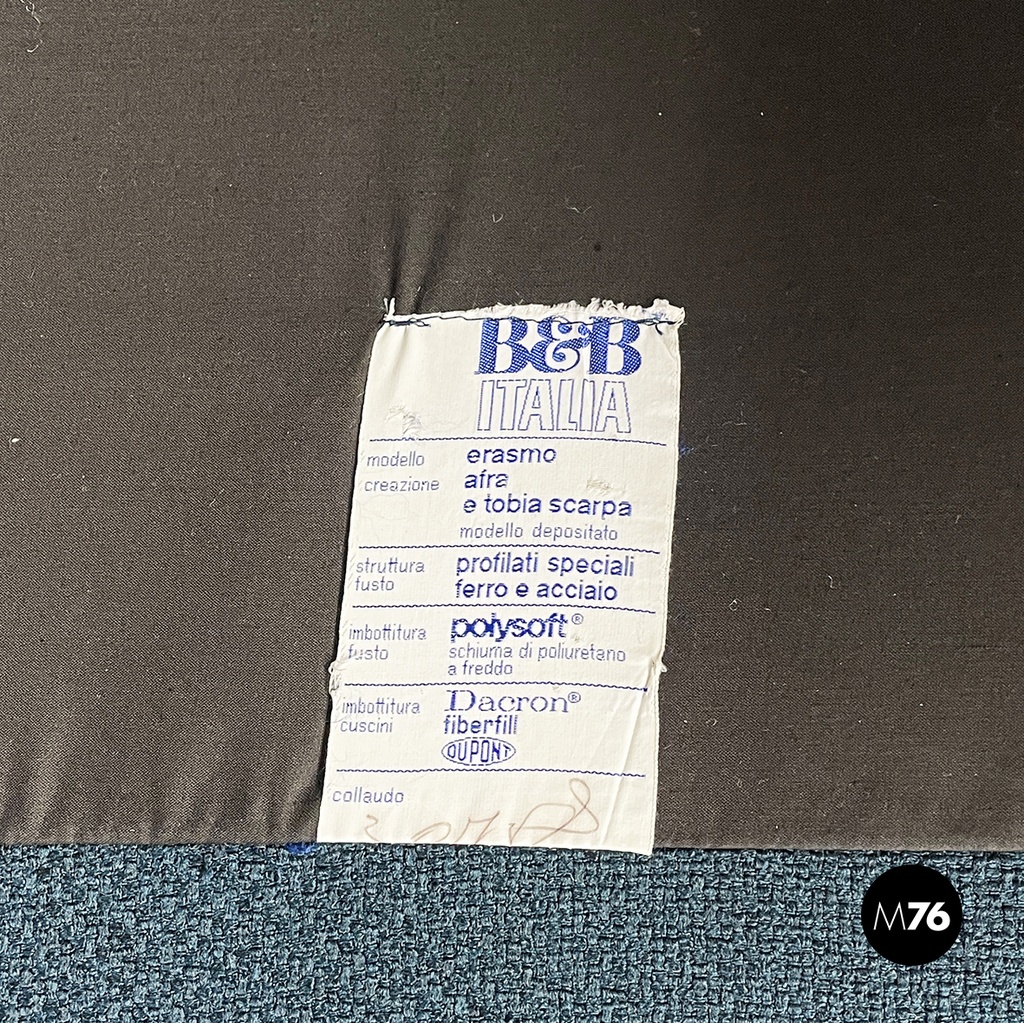 B&B
ITALIA
modello erasmo
creazione afra
e tobia scarpa
modello depositato
struttura profilati speciali
fusto ferro e acciaio
imbottitura polysoft®
fusto schiuma di poliuretano
a freddo
imbottitura Dacron®
cuscini fiberfill
DUPONT
collaudo
M76